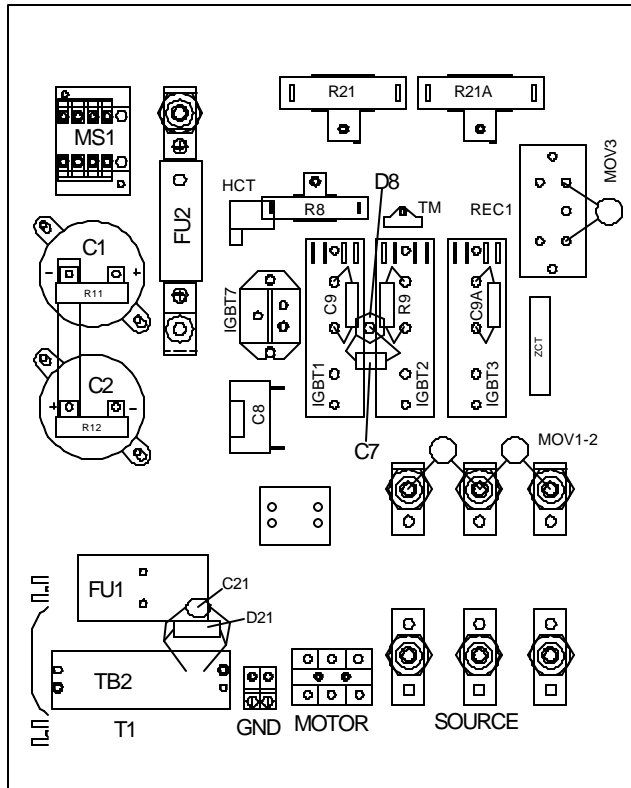 R21
R21A
MS1
MOV3
HCT
D8
TM
REC1
FU2
R8
C1
- +
R11
C9
R9
C9A
IGBT7
ZCT
C2
IGBT1
IGBT2
IGBT3
C8
+ -
R12
C7
MOV1-2
FU1
C21
D21
TB2
T1
GND
MOTOR
SOURCE